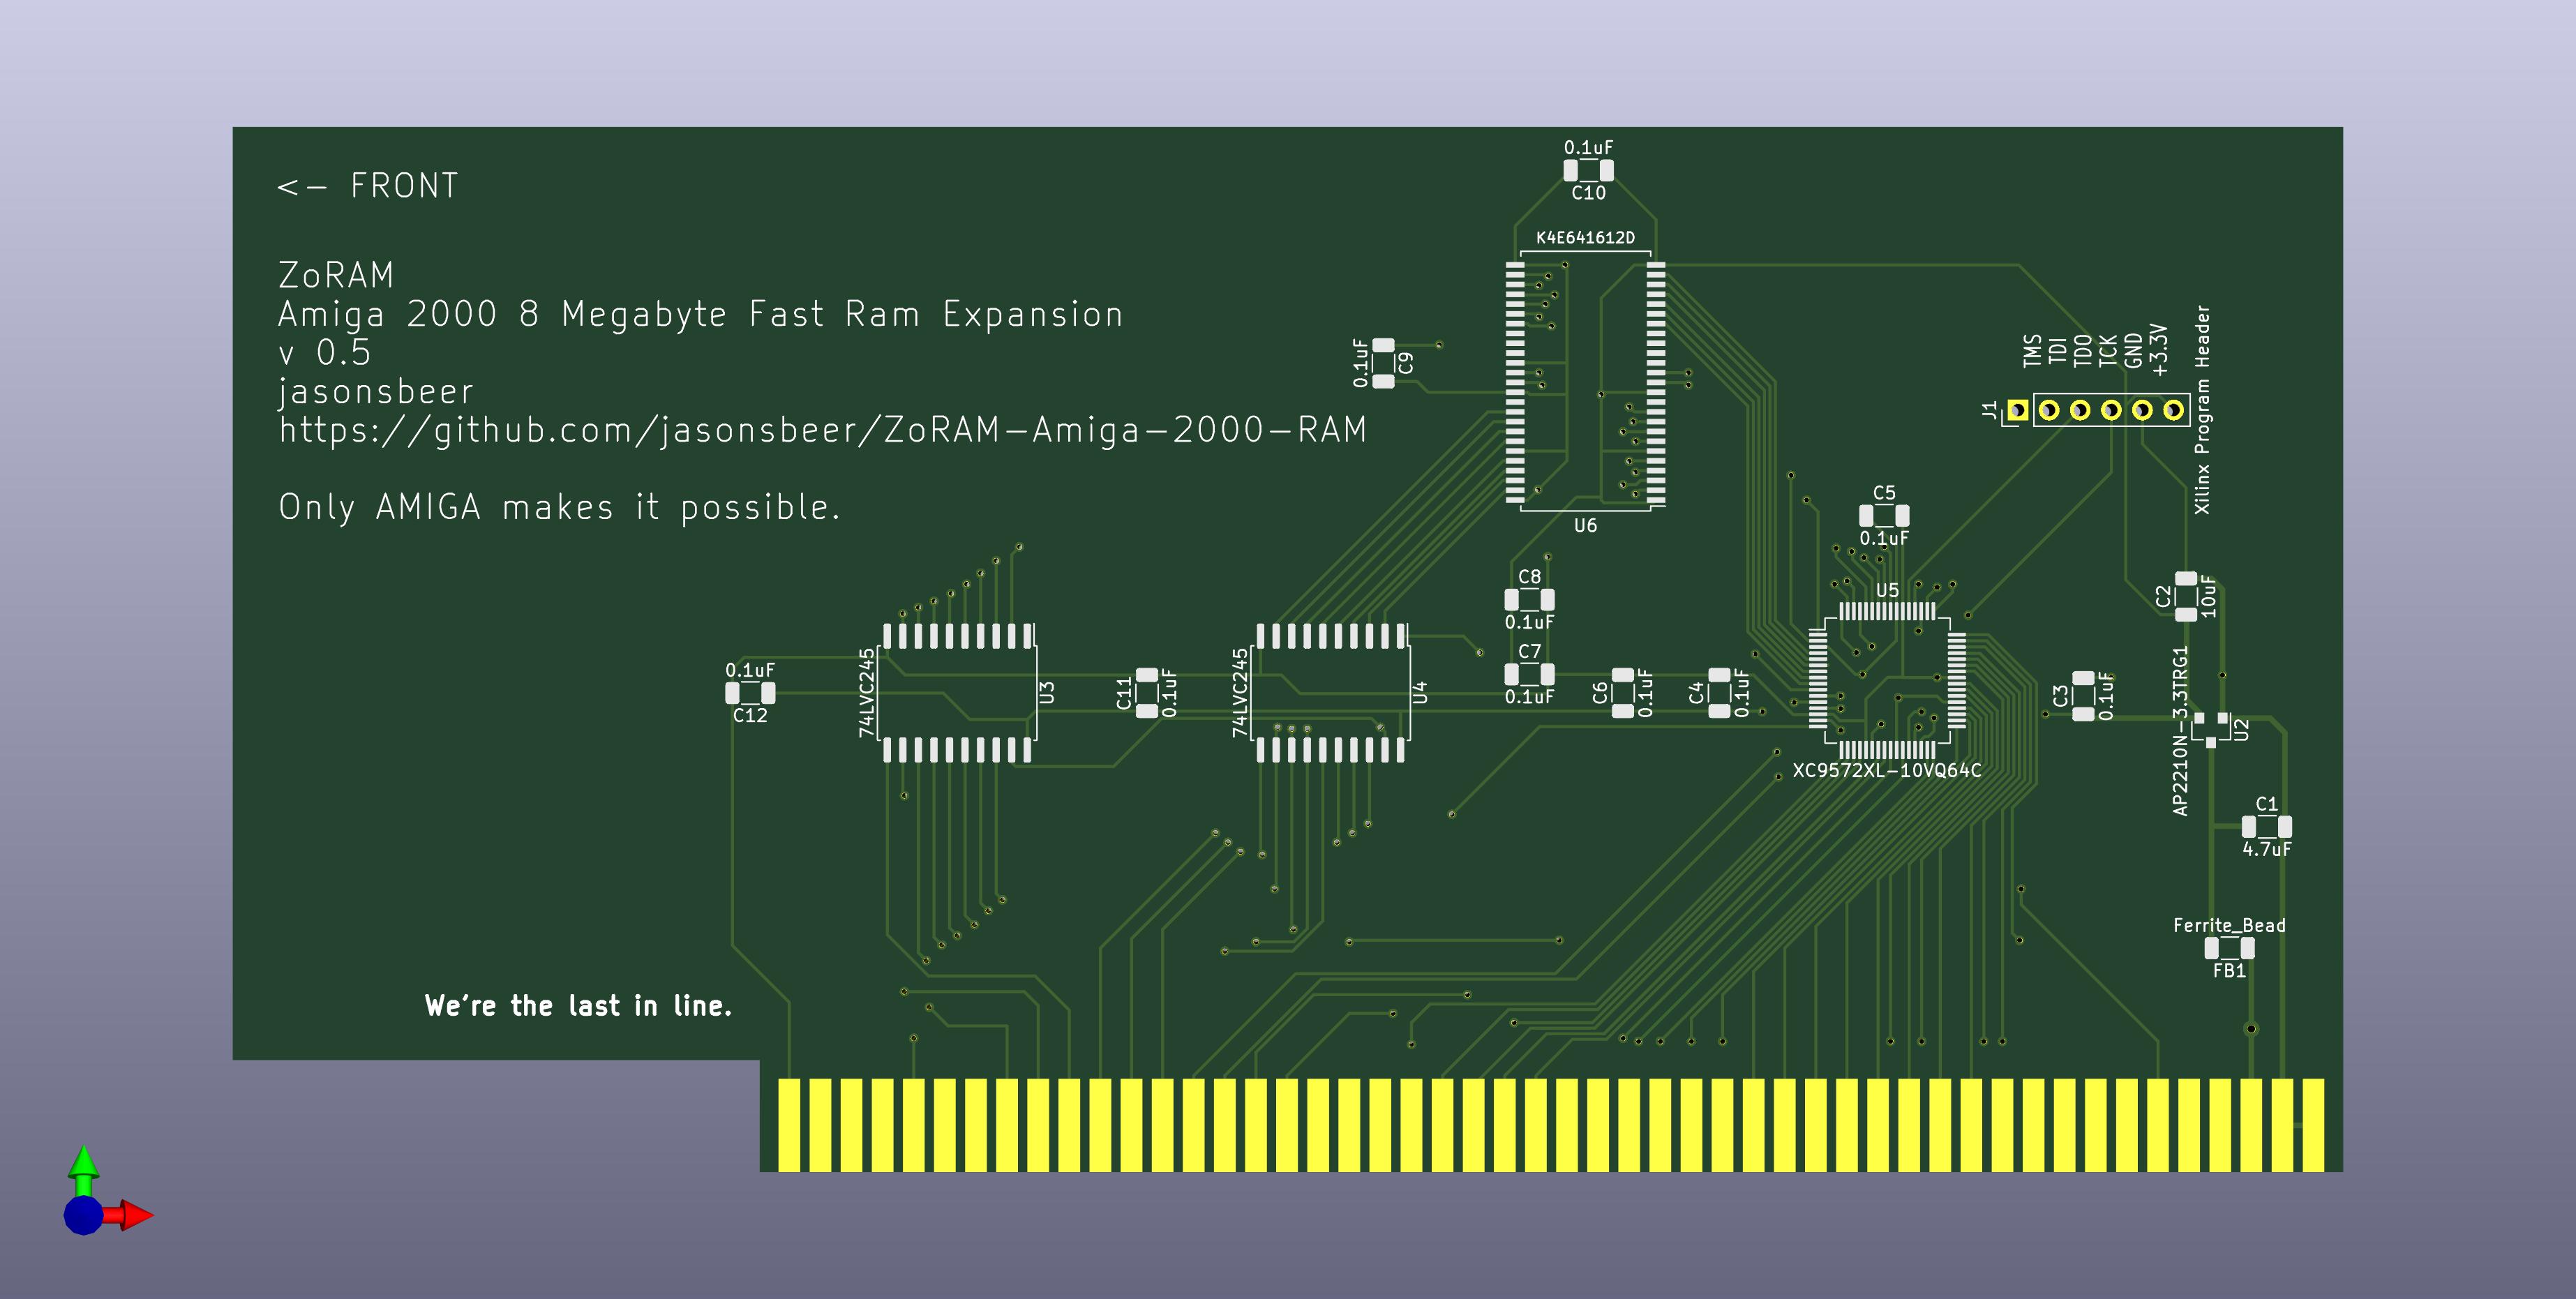 <- FRONT
ZoRAM
Amiga 2000 8 Megabyte Fast Ram Expansion
v 0.5
jasonsbeer
https://github.com/jasonsbeer/ZoRAM-Amiga-2000-RAM
Only AMIGA makes it possible.
0.1uF
C10
K4E641612D
U6
0.1uF
C9
TMS
TDI
TDO
TCK
GND
+3.3V
J1
Xilinx Program Header
C5
0.1uF
U5
XC9572XL-10VQ64C
C8
0.1uF
C7
0.1uF
C2
10uF
0.1uF
C12
74LVC245
U3
C11
0.1uF
74LVC245
U4
C6
0.1uF
C4
0.1uF
C3
0.1uF
AP2210N-3.3TRG1
U2
C1
4.7uF
Ferrite_Bead
FB1
We're the last in line.